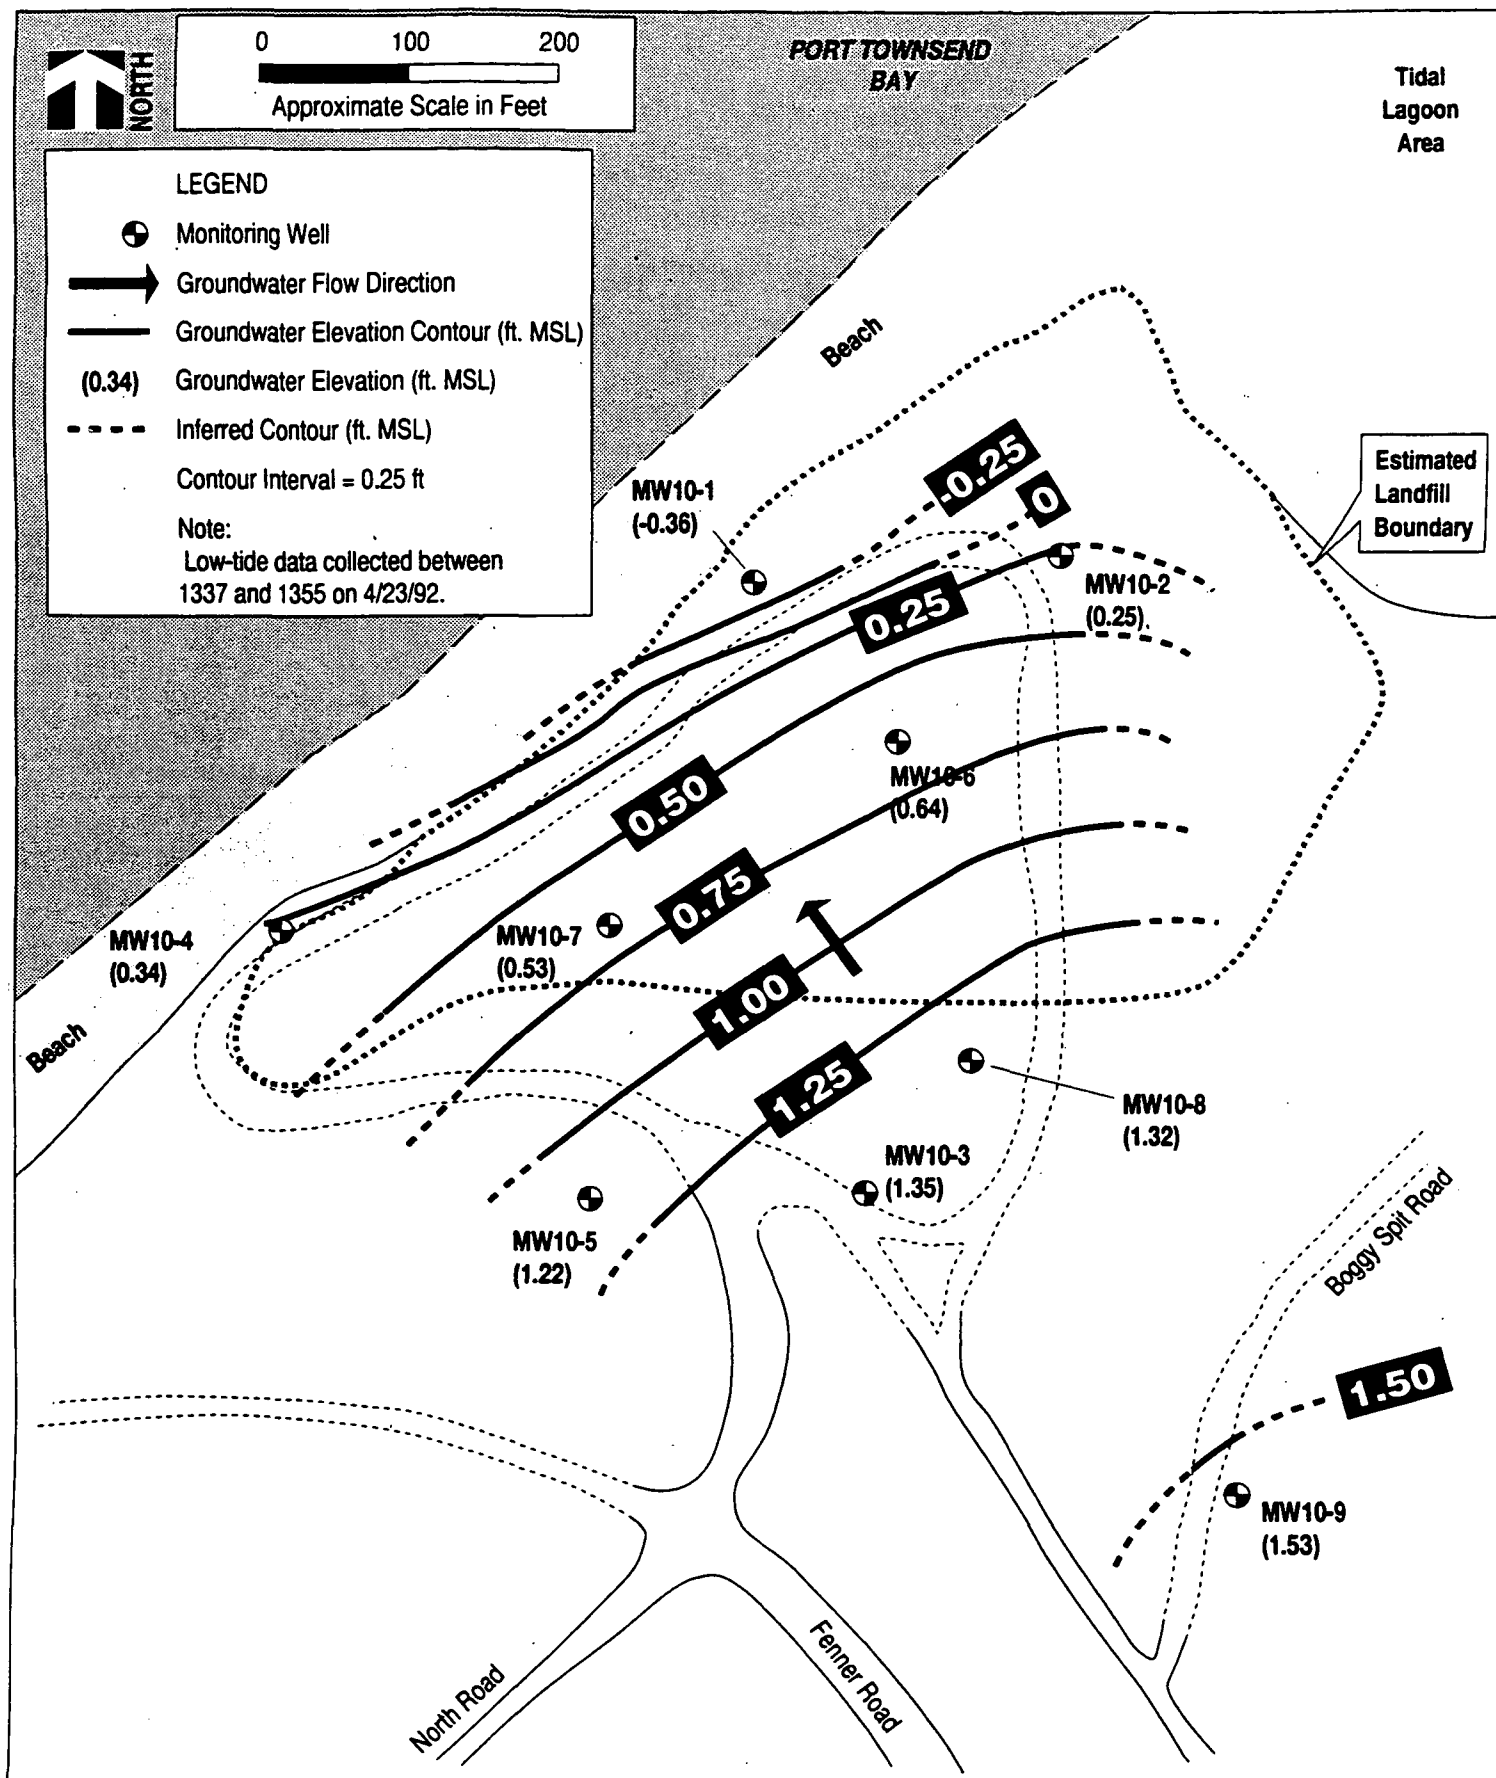 NORTH
0 100 200
Approximate Scale in Feet
PORT TOWNSEND
BAY
Tidal
Lagoon
Area
LEGEND
Monitoring Well
Groundwater Flow Direction
Groundwater Elevation Contour (ft. MSL)
(0.34) Groundwater Elevation (ft. MSL)
Inferred Contour (ft. MSL)
Contour Interval = 0.25 ft
Note:
Low-tide data collected between
1337 and 1355 on 4/23/92.
Beach
-0.25
0
Estimated
Landfill
Boundary
MW10-1
(-0.36)
MW10-2
(0.25)
0.25
0.50
MW10-6
(0.64)
0.75
MW10-7
(0.53)
MW10-4
(0.34)
1.00
Beach
1.25
MW10-8
(1.32)
MW10-3
(1.35)
MW10-5
(1.22)
Boggy Spit Road
1.50
MW10-9
(1.53)
North Road
Fenner Road